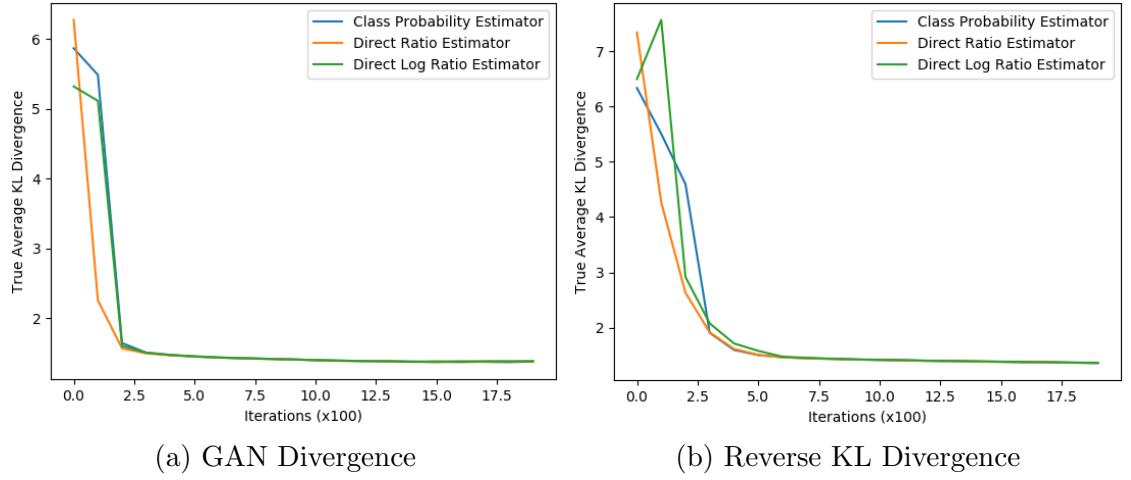 Class Probability Estimator
Direct Ratio Estimator
Direct Log Ratio Estimator
True Average KL Divergence
6
5
4
3
2
0.0 2.5 5.0 7.5 10.0 12.5 15.0 17.5
Iterations (x100)
(a) GAN Divergence
Class Probability Estimator
Direct Ratio Estimator
Direct Log Ratio Estimator
True Average KL Divergence
7
6
5
4
3
2
0.0 2.5 5.0 7.5 10.0 12.5 15.0 17.5
Iterations (x100)
(b) Reverse KL Divergence